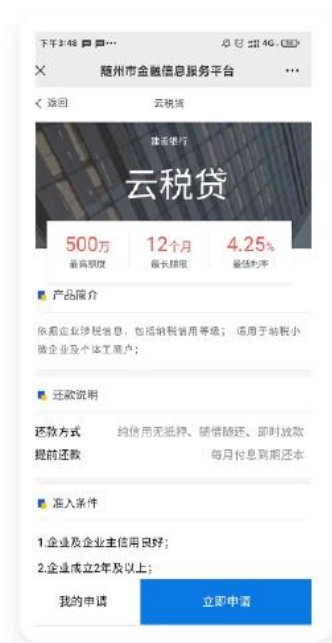 下午3:48
4G
× 随州市金融信息服务平台 ···
< 返回 云税贷
建设银行
云税贷
500万 12个月 4.25%
最高额度 最长期限 最低利率
产品简介
依据企业涉税信息，包括纳税信用等级； 适用于纳税小
微企业及个体工商户；
还款说明
还款方式 纯信用无抵押、随借随还、即时放款
提前还款 每月付息到期还本
准入条件
1.企业及企业主信用良好；
2.企业成立2年及以上；
我的申请 立即申请